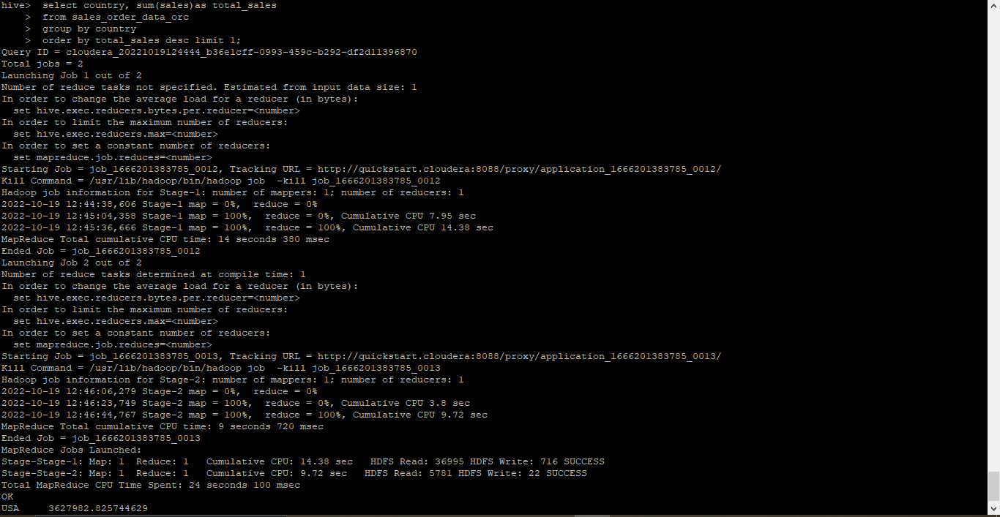 hive>  select country, sum(sales)as total_sales
    >  from sales_order_data_orc
    >  group by country
    >  order by total_sales desc limit 1;
Query ID = cloudera_20221019124444_b36e1cff-0993-459c-b292-df2d11396870
Total jobs = 2
Launching Job 1 out of 2
Number of reduce tasks not specified. Estimated from input data size: 1
In order to change the average load for a reducer (in bytes):
  set hive.exec.reducers.bytes.per.reducer=<number>
In order to limit the maximum number of reducers:
  set hive.exec.reducers.max=<number>
In order to set a constant number of reducers:
  set mapreduce.job.reduces=<number>
Starting Job = job_1666201383785_0012, Tracking URL = http://quickstart.cloudera:8088/proxy/application_1666201383785_0012/
Kill Command = /usr/lib/hadoop/bin/hadoop job  -kill job_1666201383785_0012
Hadoop job information for Stage-1: number of mappers: 1; number of reducers: 1
2022-10-19 12:44:38,606 Stage-1 map = 0%,  reduce = 0%
2022-10-19 12:45:04,358 Stage-1 map = 100%,  reduce = 0%, Cumulative CPU 7.95 sec
2022-10-19 12:45:36,666 Stage-1 map = 100%,  reduce = 100%, Cumulative CPU 14.38 sec
MapReduce Total cumulative CPU time: 14 seconds 380 msec
Ended Job = job_1666201383785_0012
Launching Job 2 out of 2
Number of reduce tasks determined at compile time: 1
In order to change the average load for a reducer (in bytes):
  set hive.exec.reducers.bytes.per.reducer=<number>
In order to limit the maximum number of reducers:
  set hive.exec.reducers.max=<number>
In order to set a constant number of reducers:
  set mapreduce.job.reduces=<number>
Starting Job = job_1666201383785_0013, Tracking URL = http://quickstart.cloudera:8088/proxy/application_1666201383785_0013/
Kill Command = /usr/lib/hadoop/bin/hadoop job  -kill job_1666201383785_0013
Hadoop job information for Stage-2: number of mappers: 1; number of reducers: 1
2022-10-19 12:46:06,279 Stage-2 map = 0%,  reduce = 0%
2022-10-19 12:46:23,749 Stage-2 map = 100%,  reduce = 0%, Cumulative CPU 3.8 sec
2022-10-19 12:46:44,767 Stage-2 map = 100%,  reduce = 100%, Cumulative CPU 9.72 sec
MapReduce Total cumulative CPU time: 9 seconds 720 msec
Ended Job = job_1666201383785_0013
MapReduce Jobs Launched:
Stage-Stage-1: Map: 1  Reduce: 1   Cumulative CPU: 14.38 sec   HDFS Read: 36995 HDFS Write: 716 SUCCESS
Stage-Stage-2: Map: 1  Reduce: 1   Cumulative CPU: 9.72 sec   HDFS Read: 5781 HDFS Write: 22 SUCCESS
Total MapReduce CPU Time Spent: 24 seconds 100 msec
OK
USA     3627982.825744629